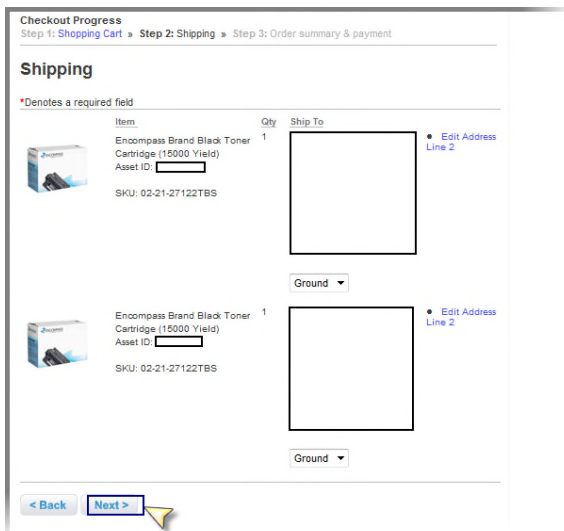 Checkout Progress
Step 1: Shopping Cart » Step 2: Shipping » Step 3: Order summary & payment
Shipping
*Denotes a required field
Item Qty Ship To
Encompass Brand Black Toner 1 • Edit Address
Cartridge (15000 Yield) Line 2
Asset ID:
SKU: 02-21-27122TBS
Ground
Encompass Brand Black Toner 1 • Edit Address
Cartridge (15000 Yield) Line 2
Asset ID:
SKU: 02-21-27122TBS
Ground
< Back Next >